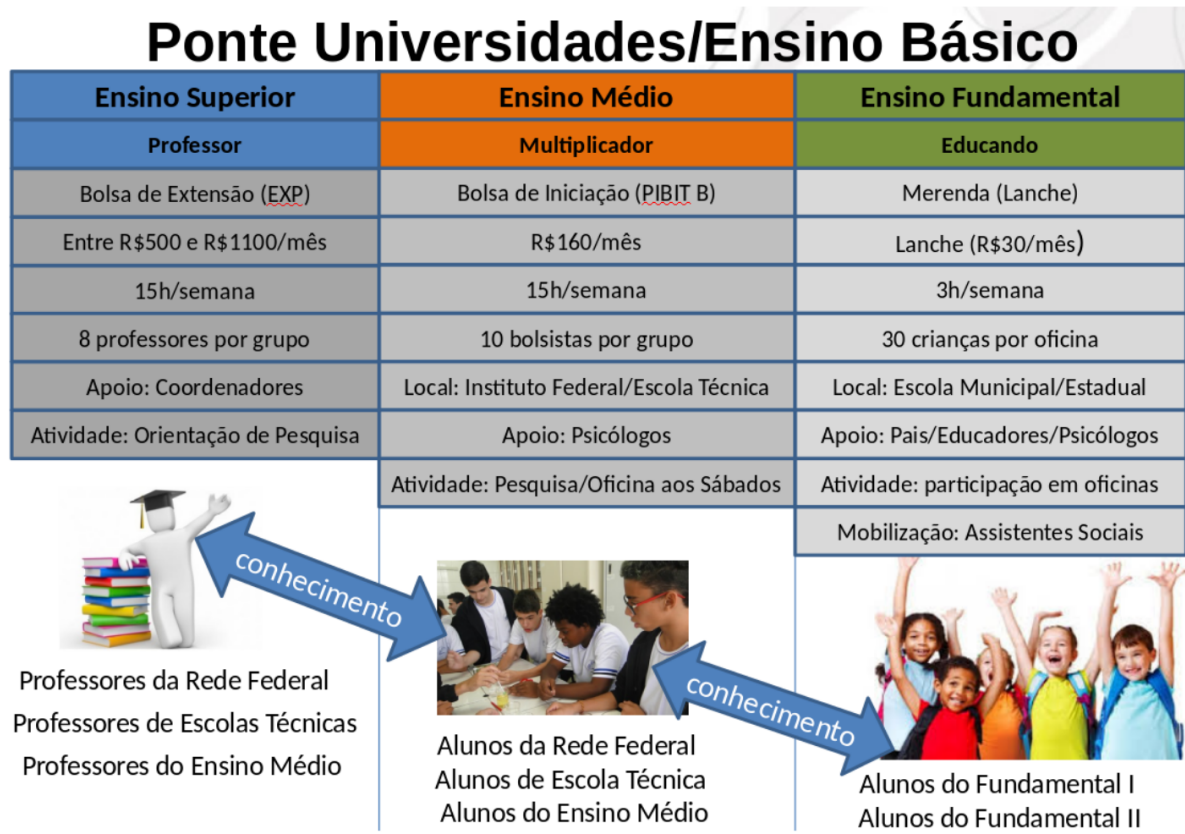 Ponte Universidades/Ensino Básico
Ensino Superior
Professor
Bolsa de Extensão (EXP)
Entre R$500 e R$1100/mês
15h/semana
8 professores por grupo
Apoio: Coordenadores
Atividade: Orientação de Pesquisa
Ensino Médio
Multiplicador
Bolsa de Iniciação (PIBIT B)
R$160/mês
15h/semana
10 bolsistas por grupo
Local: Instituto Federal/Escola Técnica
Apoio: Psicólogos
Atividade: Pesquisa/Oficina aos Sábados
Ensino Fundamental
Educando
Merenda (Lanche)
Lanche (R$30/mês)
3h/semana
30 crianças por oficina
Local: Escola Municipal/Estadual
Apoio: Pais/Educadores/Psicólogos
Atividade: participação em oficinas
Mobilização: Assistentes Sociais
conhecimento
conhecimento
Professores da Rede Federal
Professores de Escolas Técnicas
Professores do Ensino Médio
Alunos da Rede Federal
Alunos de Escola Técnica
Alunos do Ensino Médio
Alunos do Fundamental I
Alunos do Fundamental II